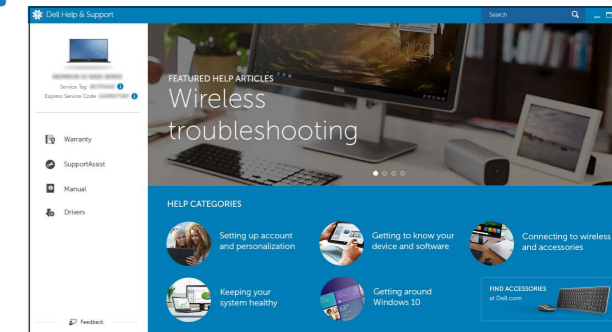 Dell Help & Support
Search
Service Tag
Express Service Code
Warranty
SupportAssist
Manual
Drivers
Feedback
FEATURED HELP ARTICLES
Wireless
troubleshooting
HELP CATEGORIES
Setting up account
and personalization
Getting to know your
device and software
Connecting to wireless
and accessories
Keeping your
system healthy
Getting around
Windows 10
FIND ACCESSORIES
at Dell.com